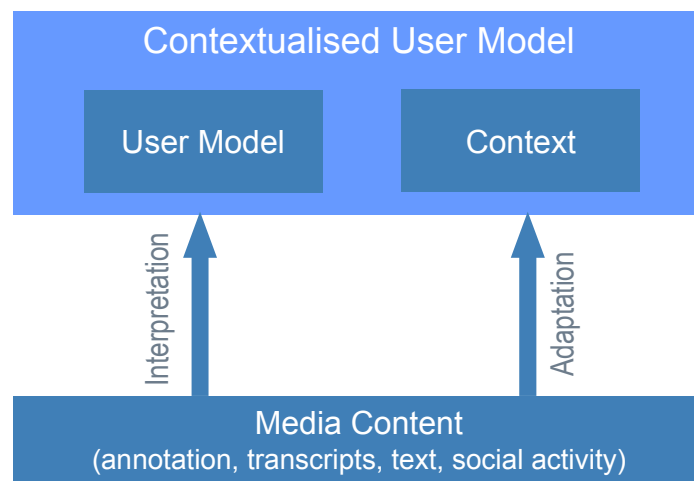 Contextualised User Model
User Model
Context
Interpretation
Adaptation
Media Content
(annotation, transcripts, text, social activity)